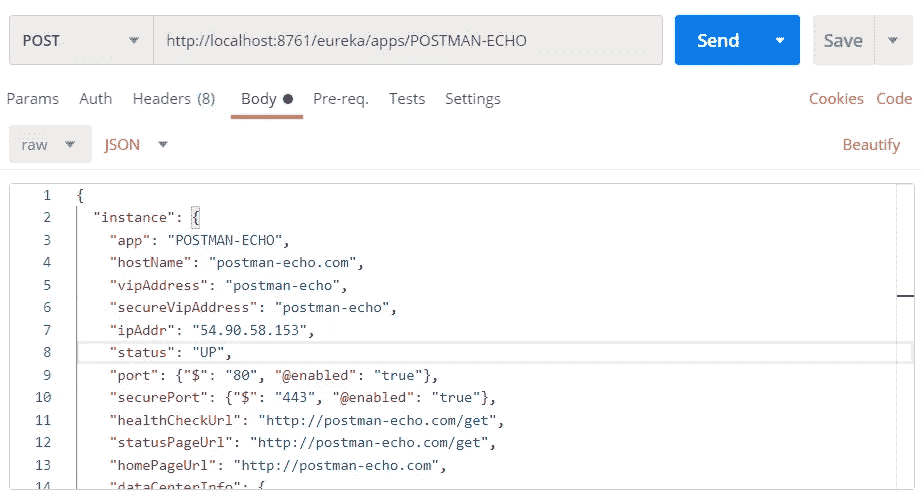 POST http://localhost:8761/eureka/apps/POSTMAN-ECHO Send Save
Params Auth Headers (8) Body Pre-req. Tests Settings Cookies Code
raw JSON Beautify
1 {
2 "instance": {
3 "app": "POSTMAN-ECHO",
4 "hostName": "postman-echo.com",
5 "vipAddress": "postman-echo",
6 "secureVipAddress": "postman-echo",
7 "ipAddr": "54.90.58.153",
8 "status": "UP",
9 "port": {"$": "80", "@enabled": "true"},
10 "securePort": {"$": "443", "@enabled": "true"},
11 "healthCheckUrl": "http://postman-echo.com/get",
12 "statusPageUrl": "http://postman-echo.com/get",
13 "homePageUrl": "http://postman-echo.com",
14 "dataCenterInfo": {